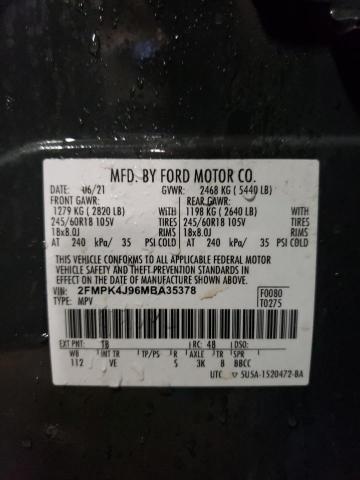 MFD. BY FORD MOTOR CO.
DATE: 06/21 GVWR: 2468 KG ( 5440 LB)
FRONT GAWR: REAR GAWR:
1279 KG ( 2820 LB) WITH 1198 KG ( 2640 LB) WITH
245/60R18 105V TIRES 245/60R18 105V TIRES
18x8.0J RIMS 18x8.0J RIMS
AT 240 kPa/ 35 PSI COLD AT 240 kPa/ 35 PSI COLD
THIS VEHICLE CONFORMS TO ALL APPLICABLE FEDERAL MOTOR
VEHICLE SAFETY AND THEFT PREVENTION STANDARDS IN EFFECT
ON THE DATE OF MANUFACTURE SHOWN ABOVE.
VIN: 2FMPK4J96MBA35378 F0080
TYPE: MPV T0275
EXT PNT: TB RC: 48
WB INT TR TP/PS R AXLE TR SPR
112 VE S 3K 8 BBCC
UTC 5U5A-1520472-BA